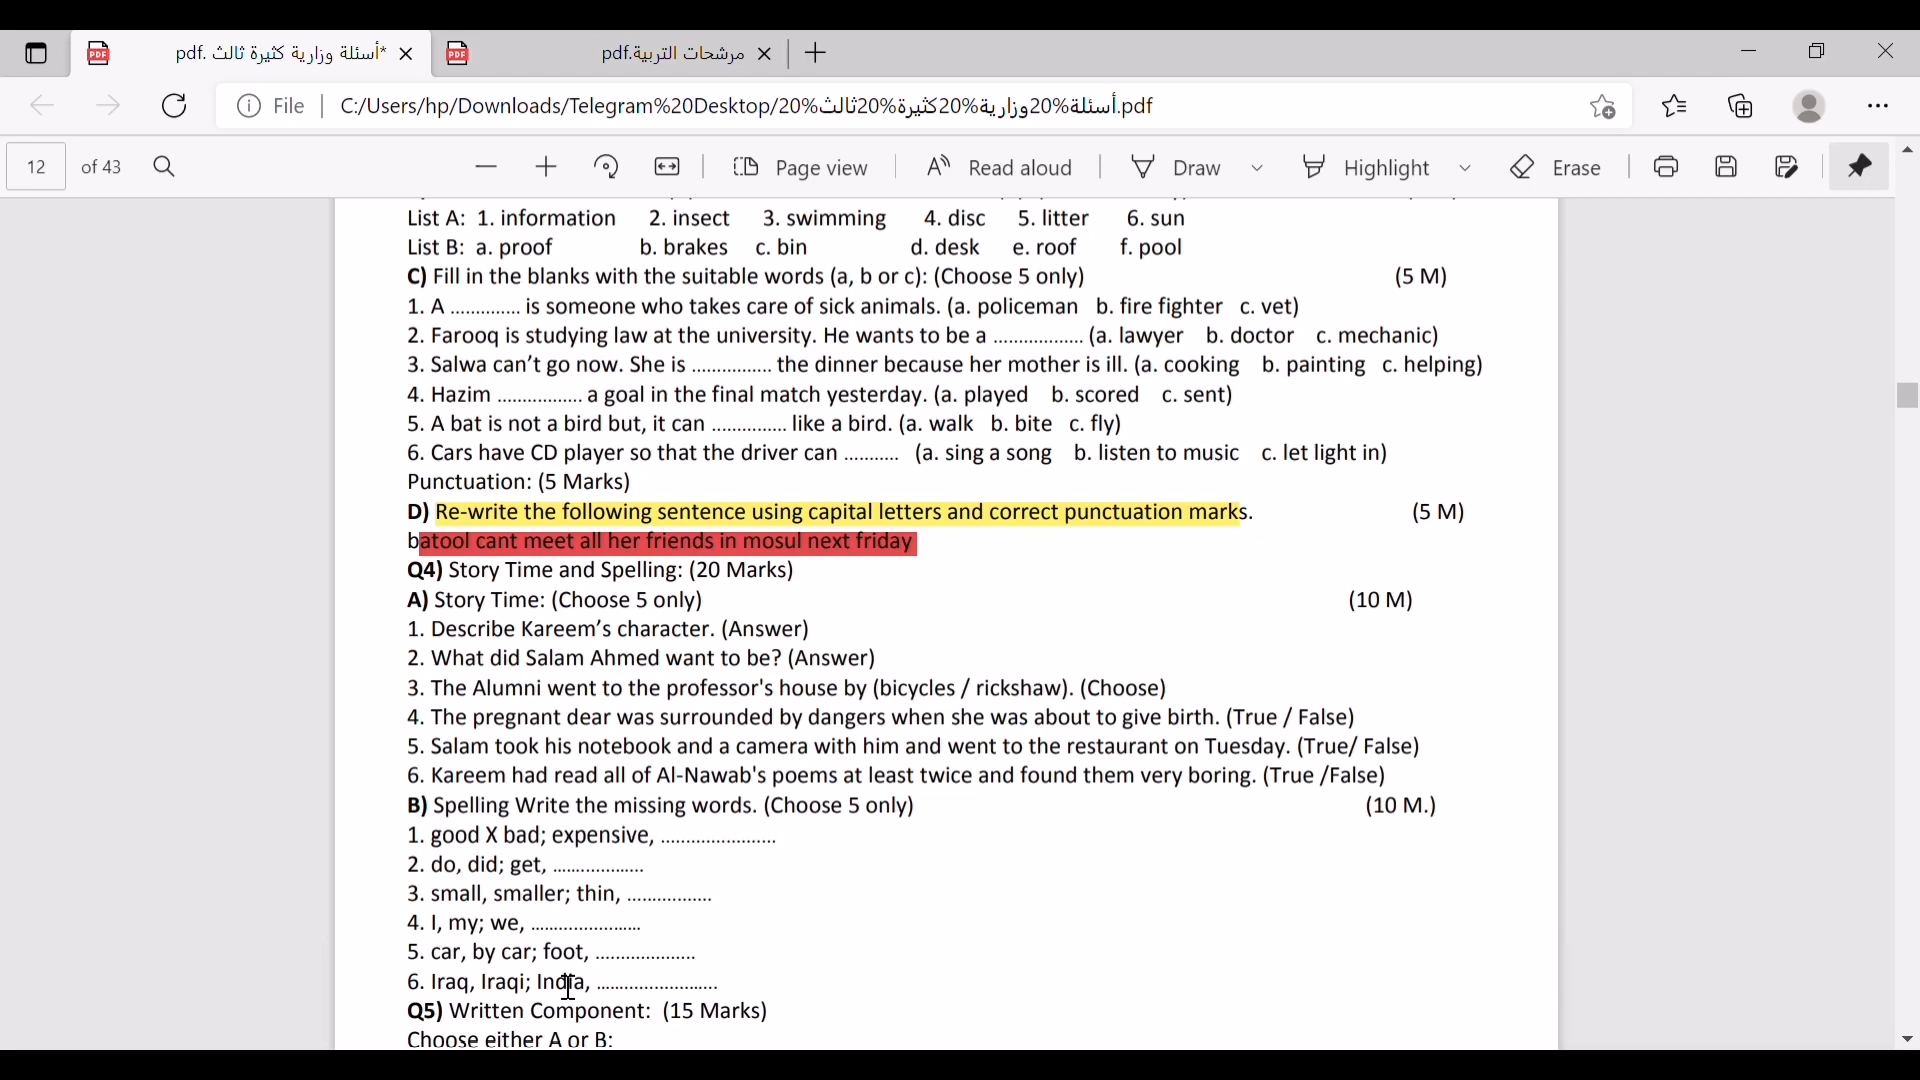 *أسئلة وزارية كثيرة ثالث .pdf
مرشحات التربية.pdf
File
C:/Users/hp/Downloads/Telegram%20Desktop/أسئلة%20وزارية%20كثيرة%20ثالث%20.pdf
12 of 43
Page view
Read aloud
Draw
Highlight
Erase
List A: 1. information 2. insect 3. swimming 4. disc 5. litter 6. sun
List B: a. proof b. brakes c. bin d. desk e. roof f. pool
C) Fill in the blanks with the suitable words (a, b or c): (Choose 5 only) (5 M)
1. A .............. is someone who takes care of sick animals. (a. policeman b. fire fighter c. vet)
2. Farooq is studying law at the university. He wants to be a .................. (a. lawyer b. doctor c. mechanic)
3. Salwa can't go now. She is ................ the dinner because her mother is ill. (a. cooking b. painting c. helping)
4. Hazim ................. a goal in the final match yesterday. (a. played b. scored c. sent)
5. A bat is not a bird but, it can ............... like a bird. (a. walk b. bite c. fly)
6. Cars have CD player so that the driver can ........... (a. sing a song b. listen to music c. let light in)
Punctuation: (5 Marks)
D) Re-write the following sentence using capital letters and correct punctuation marks. (5 M)
batool cant meet all her friends in mosul next friday
Q4) Story Time and Spelling: (20 Marks)
A) Story Time: (Choose 5 only) (10 M)
1. Describe Kareem's character. (Answer)
2. What did Salam Ahmed want to be? (Answer)
3. The Alumni went to the professor's house by (bicycles / rickshaw). (Choose)
4. The pregnant dear was surrounded by dangers when she was about to give birth. (True / False)
5. Salam took his notebook and a camera with him and went to the restaurant on Tuesday. (True/ False)
6. Kareem had read all of Al-Nawab's poems at least twice and found them very boring. (True /False)
B) Spelling Write the missing words. (Choose 5 only) (10 M.)
1. good X bad; expensive, .......................
2. do, did; get, ..................
3. small, smaller; thin, .................
4. I, my; we, ......................
5. car, by car; foot, ....................
6. Iraq, Iraqi; India, ........................
Q5) Written Component: (15 Marks)
Choose either A or B: